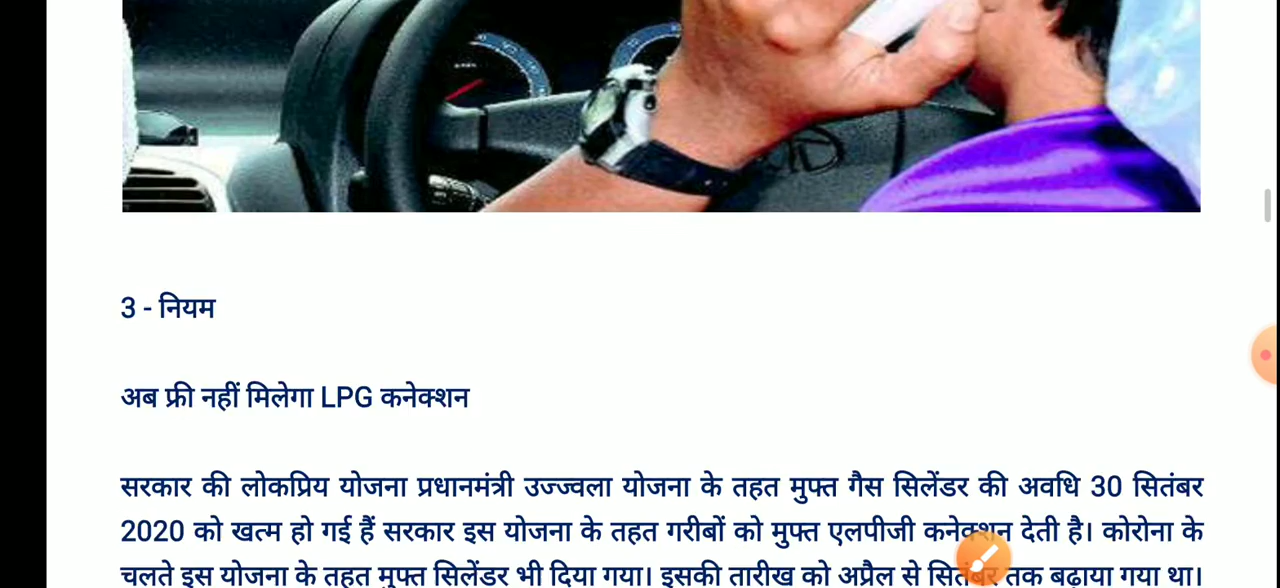 3 - नियम
अब फ्री नहीं मिलेगा LPG कनेक्शन
सरकार की लोकप्रिय योजना प्रधानमंत्री उज्ज्वला योजना के तहत मुफ्त गैस सिलेंडर की अवधि 30 सितंबर
2020 को खत्म हो गई हैं सरकार इस योजना के तहत गरीबों को मुफ्त एलपीजी कनेक्शन देती है। कोरोना के
चलते इस योजना के तहत मुफ्त सिलेंडर भी दिया गया। इसकी तारीख को अप्रैल से सितंबर तक बढ़ाया गया था।